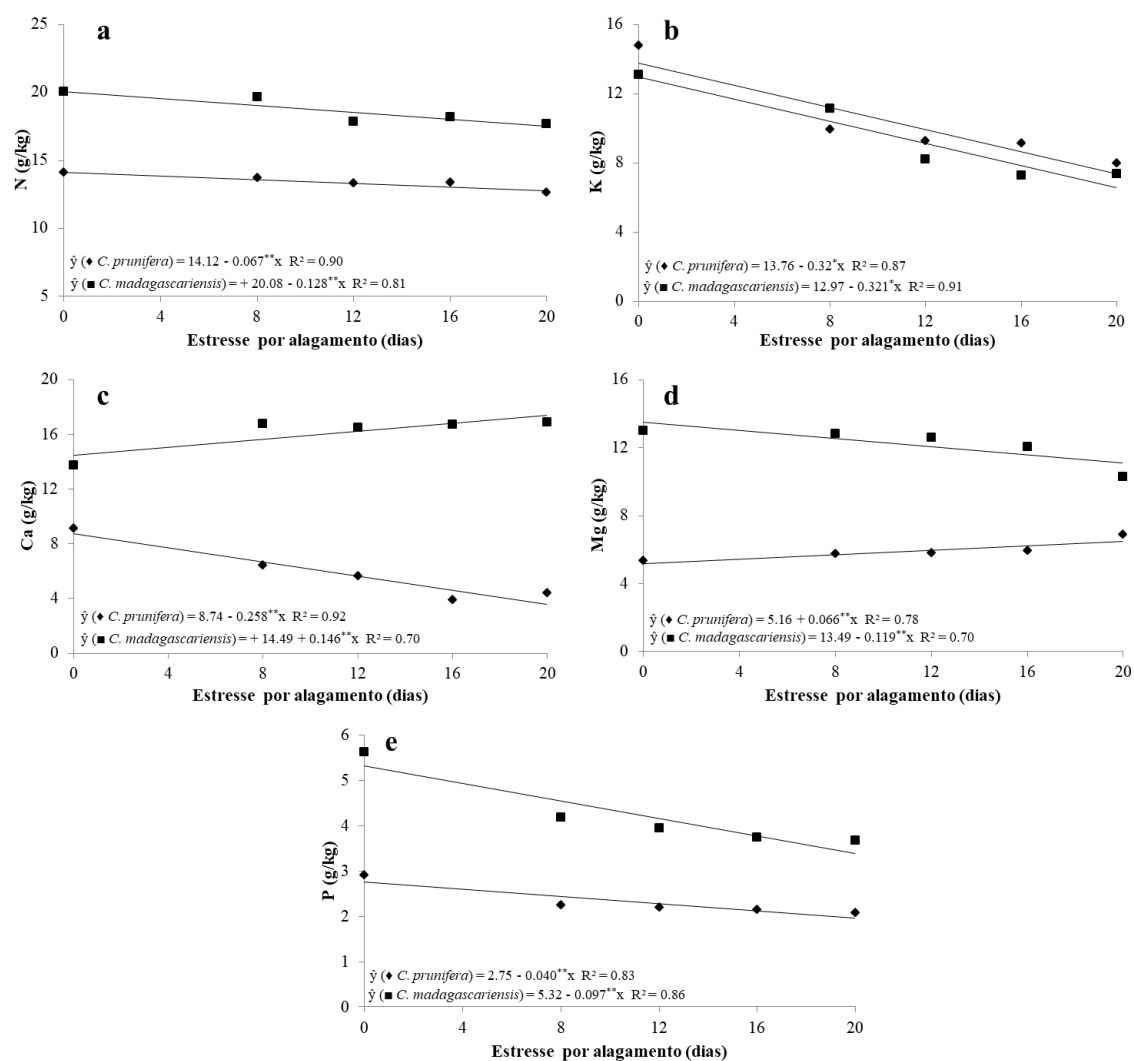 a
25
20
15
10
5
N (g/kg)
ŷ (♦ C. prunifera) = 14.12 - 0.067**x R² = 0.90
ŷ (■ C. madagascariensis) = + 20.08 - 0.128**x R² = 0.81
0 4 8 12 16 20
Estresse por alagamento (dias)
b
16
12
8
4
0
K (g/kg)
ŷ (♦ C. prunifera) = 13.76 - 0.32*x R² = 0.87
ŷ (■ C. madagascariensis) = 12.97 - 0.321*x R² = 0.91
0 4 8 12 16 20
Estresse por alagamento (dias)
c
20
16
12
8
4
0
Ca (g/kg)
ŷ (♦ C. prunifera) = 8.74 - 0.258**x R² = 0.92
ŷ (■ C. madagascariensis) = + 14.49 + 0.146**x R² = 0.70
0 4 8 12 16 20
Estresse por alagamento (dias)
d
16
12
8
4
0
Mg (g/kg)
ŷ (♦ C. prunifera) = 5.16 + 0.066**x R² = 0.78
ŷ (■ C. madagascariensis) = 13.49 - 0.119**x R² = 0.70
0 4 8 12 16 20
Estresse por alagamento (dias)
e
6
5
4
3
2
1
0
P (g/kg)
ŷ (♦ C. prunifera) = 2.75 - 0.040**x R² = 0.83
ŷ (■ C. madagascariensis) = 5.32 - 0.097**x R² = 0.86
0 4 8 12 16 20
Estresse por alagamento (dias)